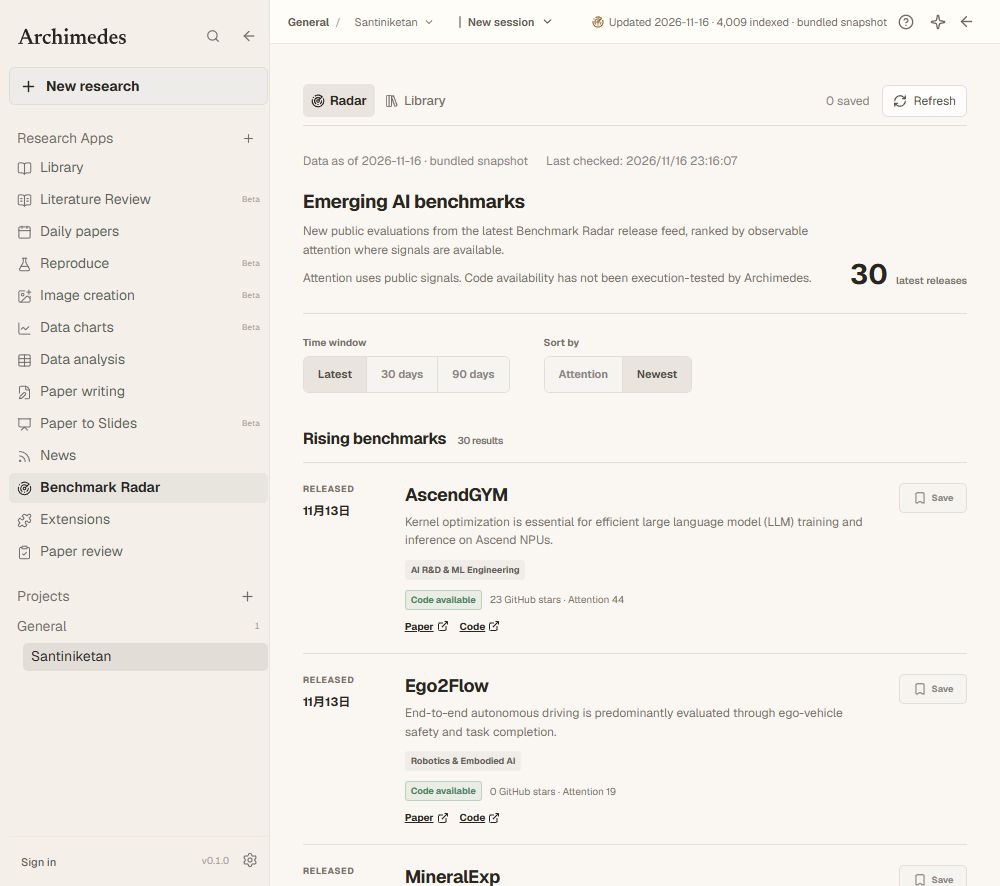 Archimedes
New research
Research Apps
Library
Literature Review Beta
Daily papers
Reproduce Beta
Image creation Beta
Data charts Beta
Data analysis
Paper writing
Paper to Slides Beta
News
Benchmark Radar
Extensions
Paper review
Projects
General 1
Santiniketan
Sign in v0.1.0
General / Santiniketan | New session Updated 2026-11-16 · 4,009 indexed · bundled snapshot
Radar Library 0 saved Refresh
Data as of 2026-11-16 · bundled snapshot Last checked: 2026/11/16 23:16:07
Emerging AI benchmarks
New public evaluations from the latest Benchmark Radar release feed, ranked by observable
attention where signals are available.
Attention uses public signals. Code availability has not been execution-tested by Archimedes.
30 latest releases
Time window Sort by
Latest 30 days 90 days Attention Newest
Rising benchmarks 30 results
RELEASED
11月13日
AscendGYM
Save
Kernel optimization is essential for efficient large language model (LLM) training and
inference on Ascend NPUs.
AI R&D & ML Engineering
Code available 23 GitHub stars · Attention 44
Paper Code
RELEASED
11月13日
Ego2Flow
Save
End-to-end autonomous driving is predominantly evaluated through ego-vehicle
safety and task completion.
Robotics & Embodied AI
Code available 0 GitHub stars · Attention 19
Paper Code
RELEASED
MineralExp
Save